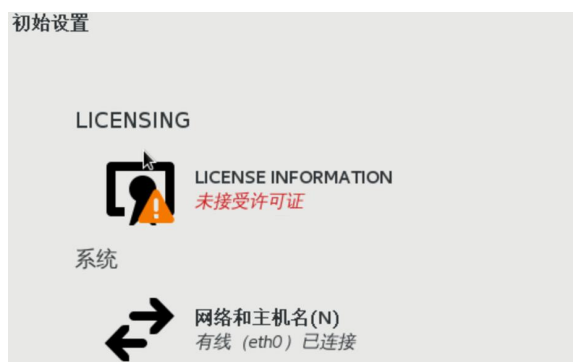 初始设置
LICENSING
LICENSE INFORMATION
未接受许可证
系统
网络和主机名(N)
有线（eth0）已连接